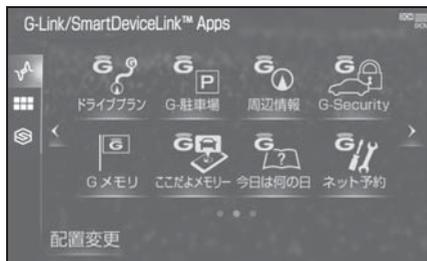 G-Link/SmartDeviceLink™ Apps
ドライブプラン G-駐車場 周辺情報 G-Security
G メモリ ここだよメモリー 今日は何の日 ネット予約
配置変更